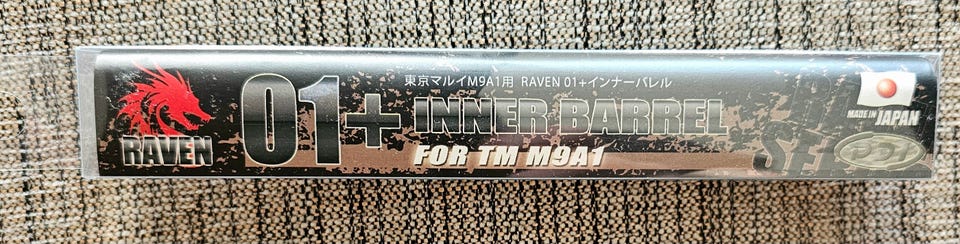 RAVEN
01+
東京マルイM9A1用 RAVEN 01+インナーバレル
INNER BARREL
FOR TM M9A1
MADE IN JAPAN
PDI